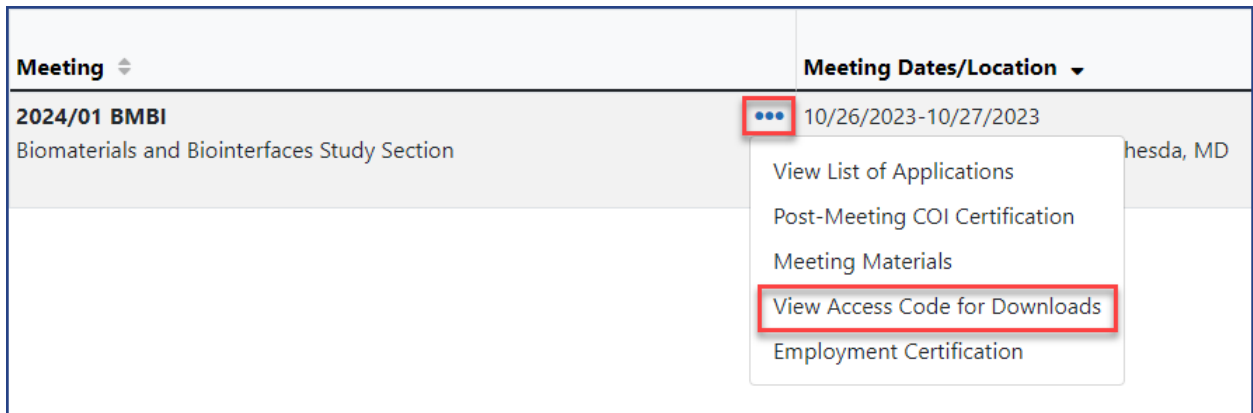 Meeting
Meeting Dates/Location
2024/01 BMBI
10/26/2023-10/27/2023
Biomaterials and Biointerfaces Study Section
hesda, MD
View List of Applications
Post-Meeting COI Certification
Meeting Materials
View Access Code for Downloads
Employment Certification